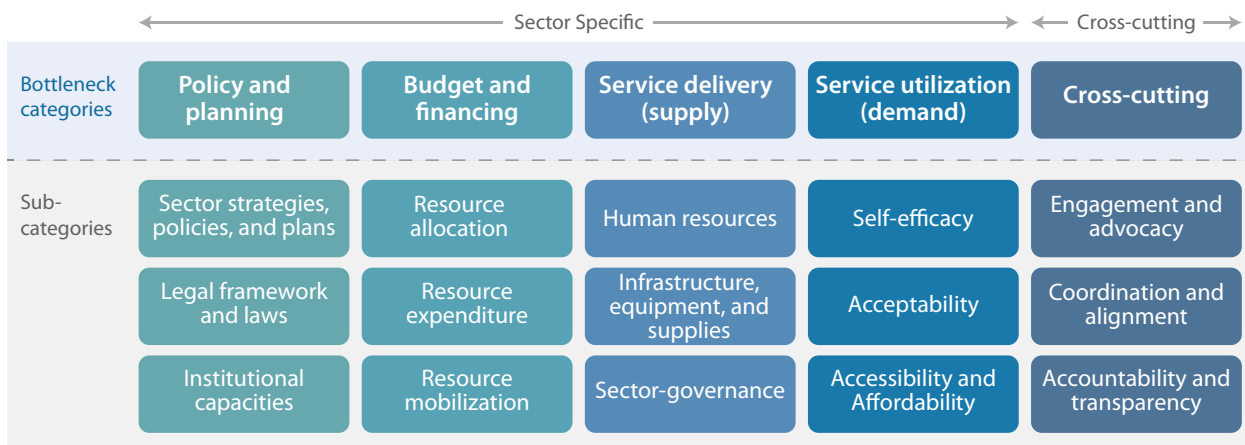 Sector Specific
Cross-cutting
Bottleneck
categories
Policy and
planning
Budget and
financing
Service delivery
(supply)
Service utilization
(demand)
Cross-cutting
Sub-
categories
Sector strategies,
policies, and plans
Resource
allocation
Human resources
Self-efficacy
Engagement and
advocacy
Legal framework
and laws
Resource
expenditure
Infrastructure,
equipment, and
supplies
Acceptability
Coordination and
alignment
Institutional
capacities
Resource
mobilization
Sector-governance
Accessibility and
Affordability
Accountability and
transparency